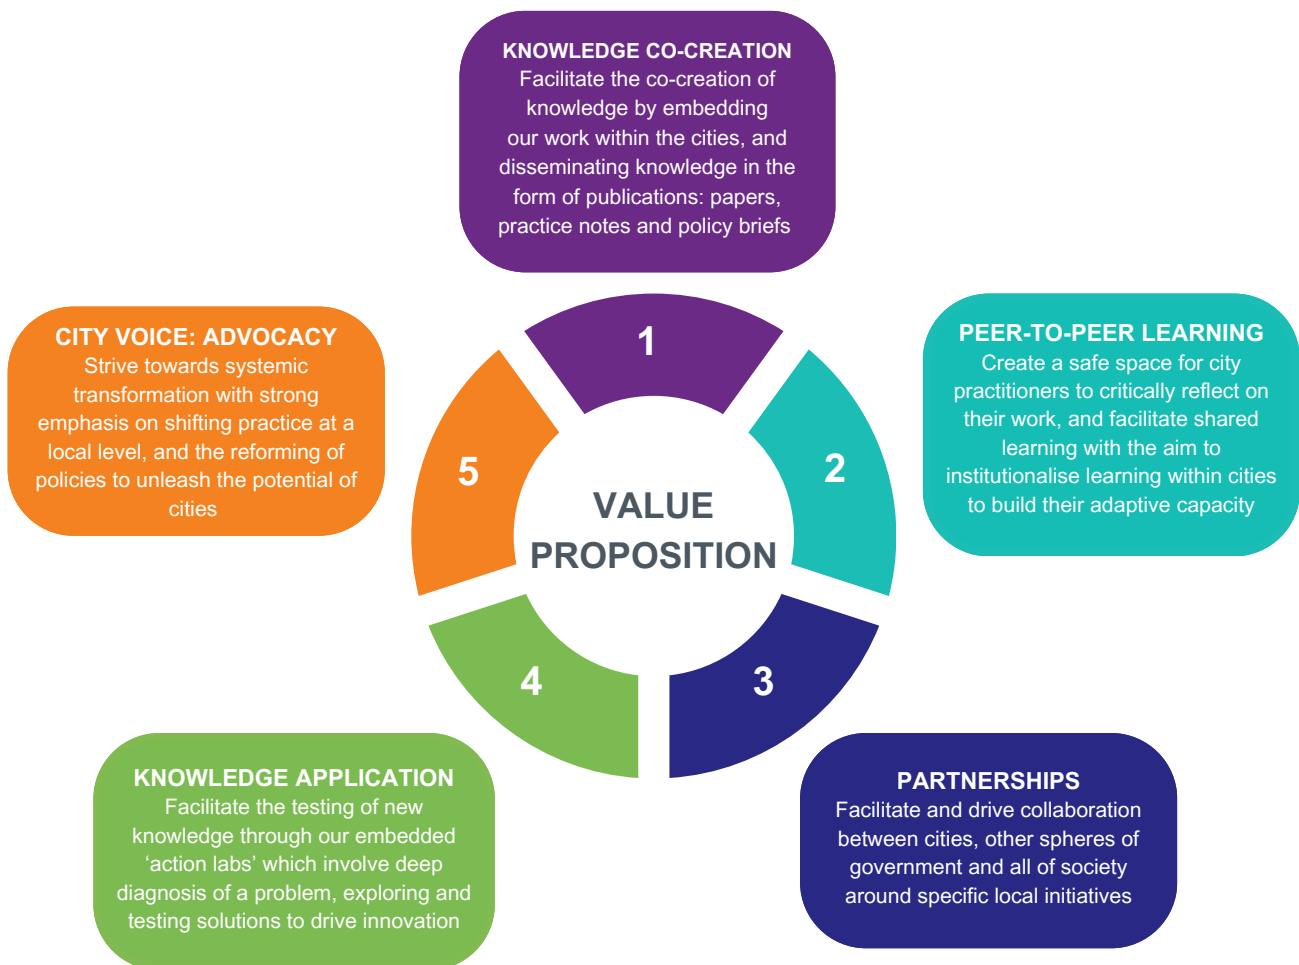 KNOWLEDGE CO-CREATION
Facilitate the co-creation of
knowledge by embedding
our work within the cities, and
disseminating knowledge in the
form of publications: papers,
practice notes and policy briefs
1
PEER-TO-PEER LEARNING
Create a safe space for city
practitioners to critically reflect on
their work, and facilitate shared
learning with the aim to
institutionalise learning within cities
to build their adaptive capacity
2
PARTNERSHIPS
Facilitate and drive collaboration
between cities, other spheres of
government and all of society
around specific local initiatives
3
KNOWLEDGE APPLICATION
Facilitate the testing of new
knowledge through our embedded
‘action labs’ which involve deep
diagnosis of a problem, exploring and
testing solutions to drive innovation
4
CITY VOICE: ADVOCACY
Strive towards systemic
transformation with strong
emphasis on shifting practice at a
local level, and the reforming of
policies to unleash the potential of
cities
5
VALUE
PROPOSITION